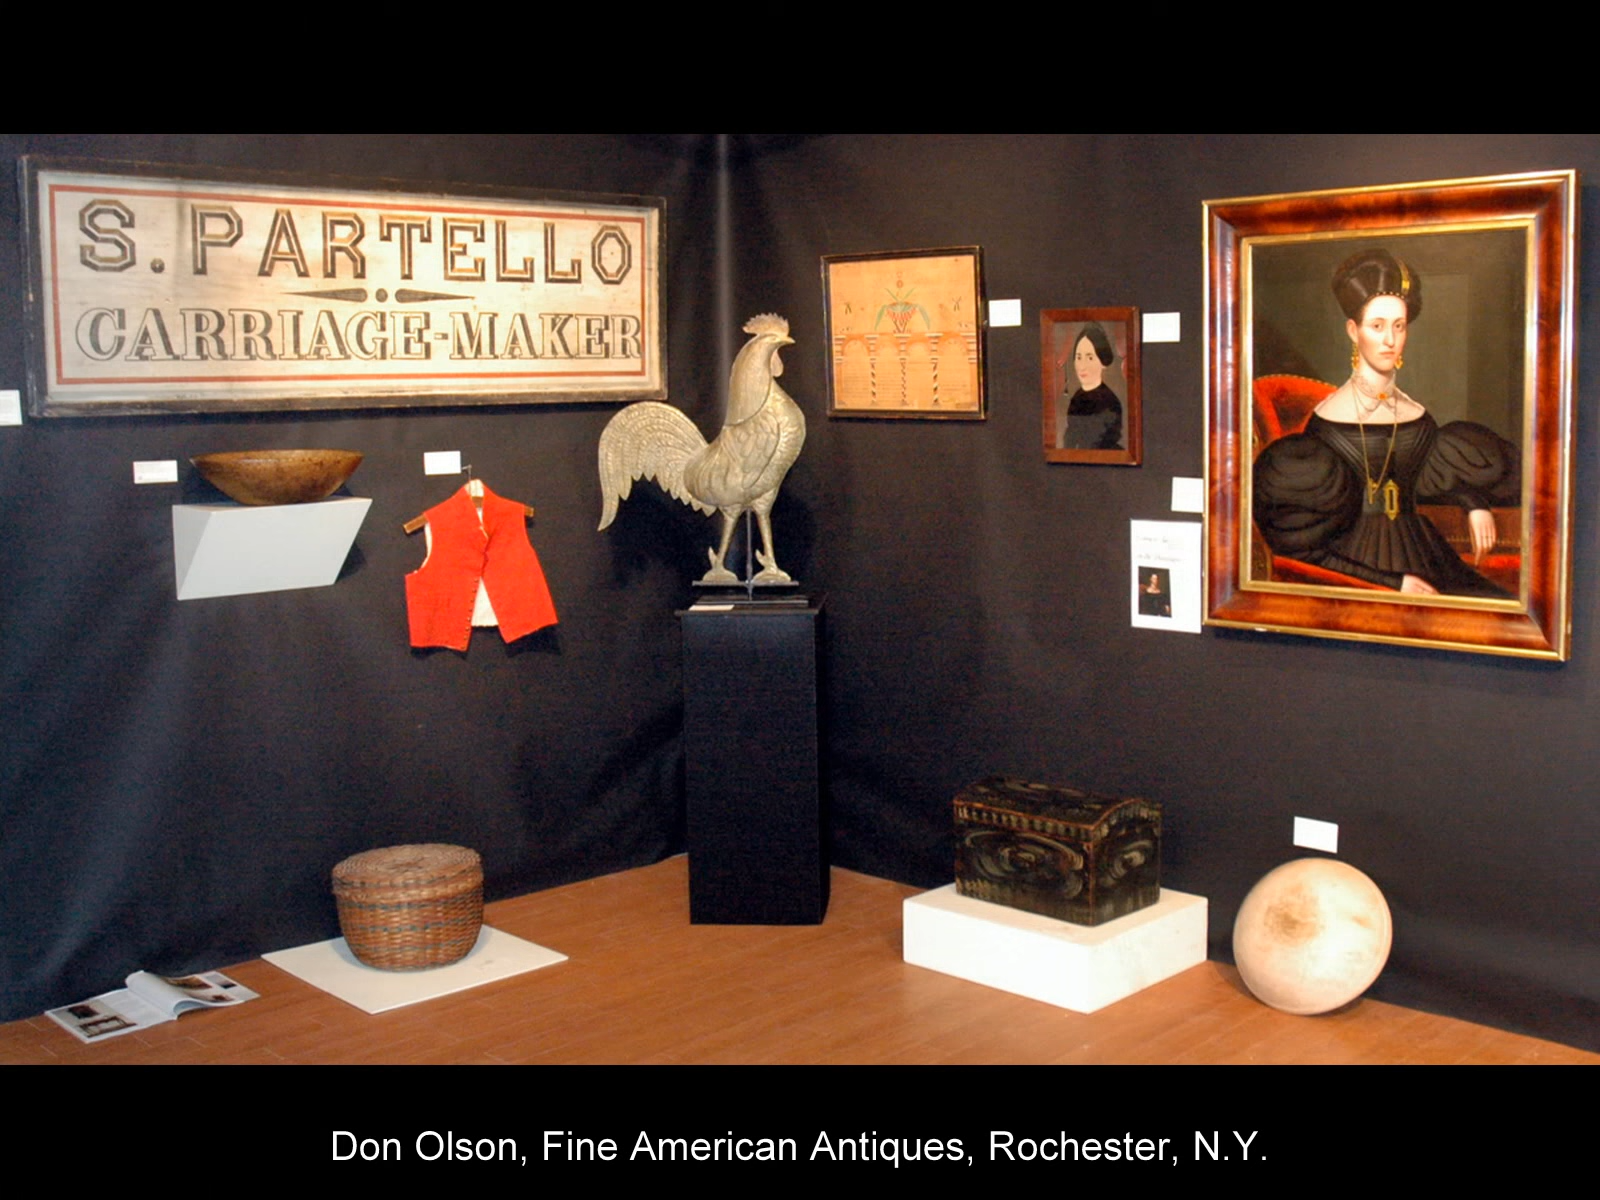 S. PARTELLO
CARRIAGE-MAKER
Don Olson, Fine American Antiques, Rochester, N.Y.